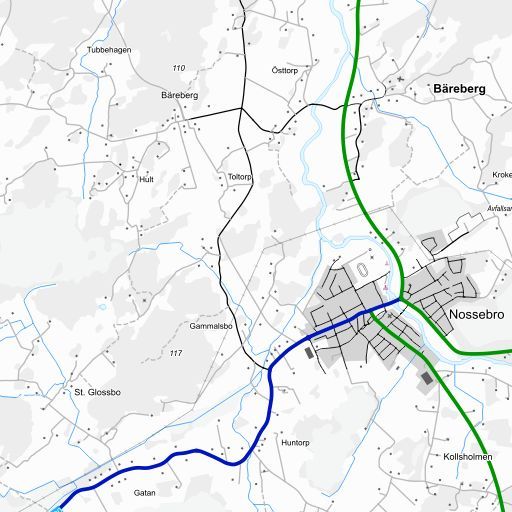 Tubbehagen
110
Östtorp
Bäreberg
Bäreberg
Hult
Toltorp
Kroke
Avfallsan
Nossebro
Gammalsbo
117
St. Glossbo
Huntorp
Kollsholmen
Gatan